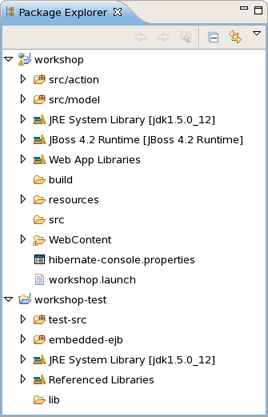 Package Explorer
workshop
src/action
src/model
JRE System Library [jdk1.5.0_12]
JBoss 4.2 Runtime [JBoss 4.2 Runtime]
Web App Libraries
build
resources
src
WebContent
hibernate-console.properties
workshop.launch
workshop-test
test-src
embedded-ejb
JRE System Library [jdk1.5.0_12]
Referenced Libraries
lib